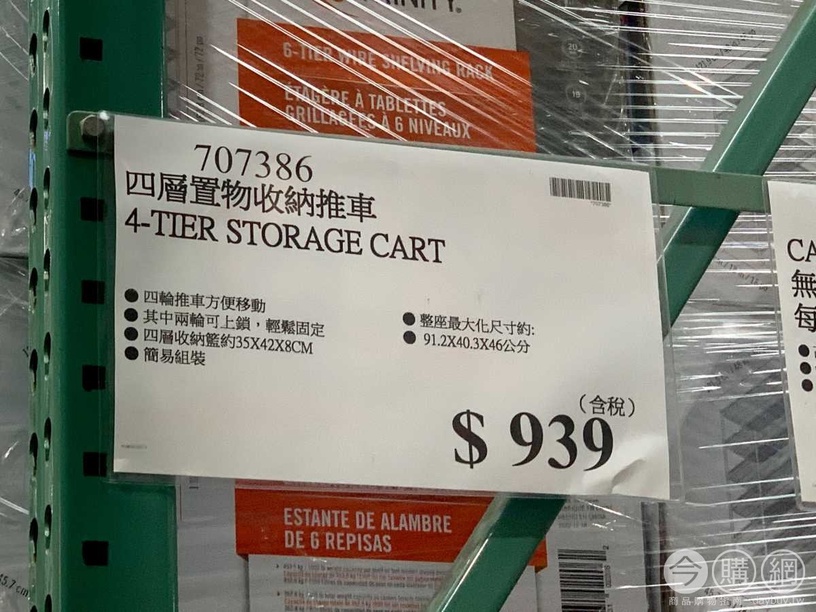 TRINITY
6-TIER WIRE SHELVING RACK
ÉTAGÈRE À TABLETTES
GRILLAGÉES À 6 NIVEAUX
707386
四層置物收納推車
4-TIER STORAGE CART
● 四輪推車方便移動
● 其中兩輪可上鎖，輕鬆固定
● 四層收納籃約35X42X8CM
● 簡易組裝
● 整座最大化尺寸約:
● 91.2X40.3X46公分
(含稅)
$ 939
CA
無
每
ESTANTE DE ALAMBRE
DE 6 REPISAS
45.7 cm
今購網